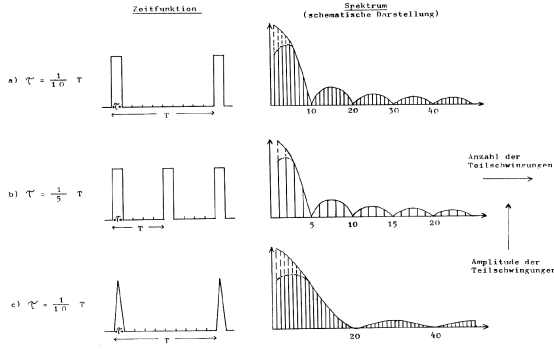 Zeitfunktion
Spektrum
(schematische Darstellung)
a) τ = 1/10 T
τ
T
10 20 30 40
b) τ = 1/5 T
τ
T
5 10 15 20
Anzahl der
Teilschwingungen
Amplitude der
Teilschwingungen
c) τ = 1/10 T
τ
T
20 40